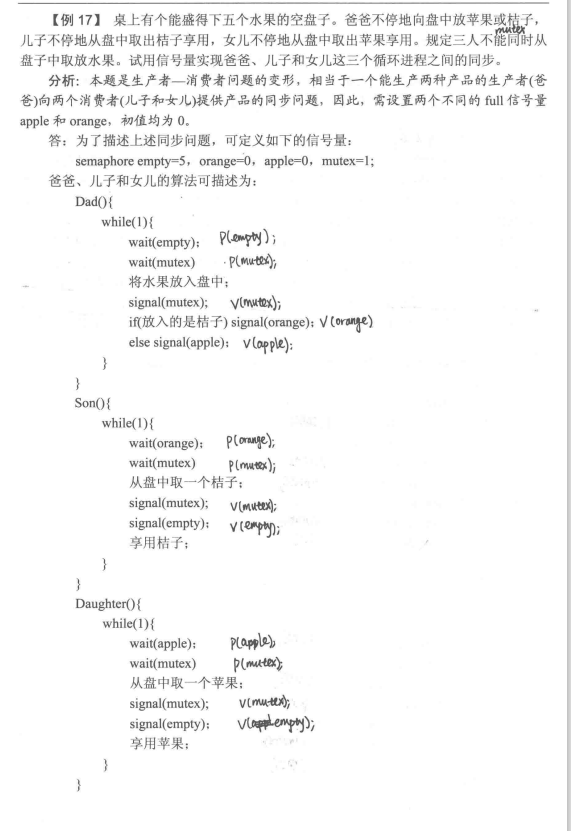 【例 17】 桌上有个能盛得下五个水果的空盘子。爸爸不停地向盘中放苹果或桔子，
mutex
儿子不停地从盘中取出桔子享用，女儿不停地从盘中取出苹果享用。规定三人不能同时从
盘子中取放水果。试用信号量实现爸爸、儿子和女儿这三个循环进程之间的同步。
分析：本题是生产者—消费者问题的变形，相当于一个能生产两种产品的生产者(爸
爸)向两个消费者(儿子和女儿)提供产品的同步问题，因此，需设置两个不同的 full 信号量
apple 和 orange，初值均为 0。
答：为了描述上述同步问题，可定义如下的信号量：
semaphore empty=5，orange=0，apple=0，mutex=1;
爸爸、儿子和女儿的算法可描述为：
Dad(){
while(1){
wait(empty); P(empty);
wait(mutex) P(mutex);
将水果放入盘中；
signal(mutex); V(mutex);
if(放入的是桔子) signal(orange); V(orange)
else signal(apple); V(apple);
}
}
Son(){
while(1){
wait(orange); P(orange);
wait(mutex) P(mutex);
从盘中取一个桔子；
signal(mutex); V(mutex);
signal(empty); V(empty);
享用桔子；
}
}
Daughter(){
while(1){
wait(apple); P(apple);
wait(mutex) P(mutex);
从盘中取一个苹果；
signal(mutex); V(mutex);
signal(empty); V(empty);
享用苹果；
}
}